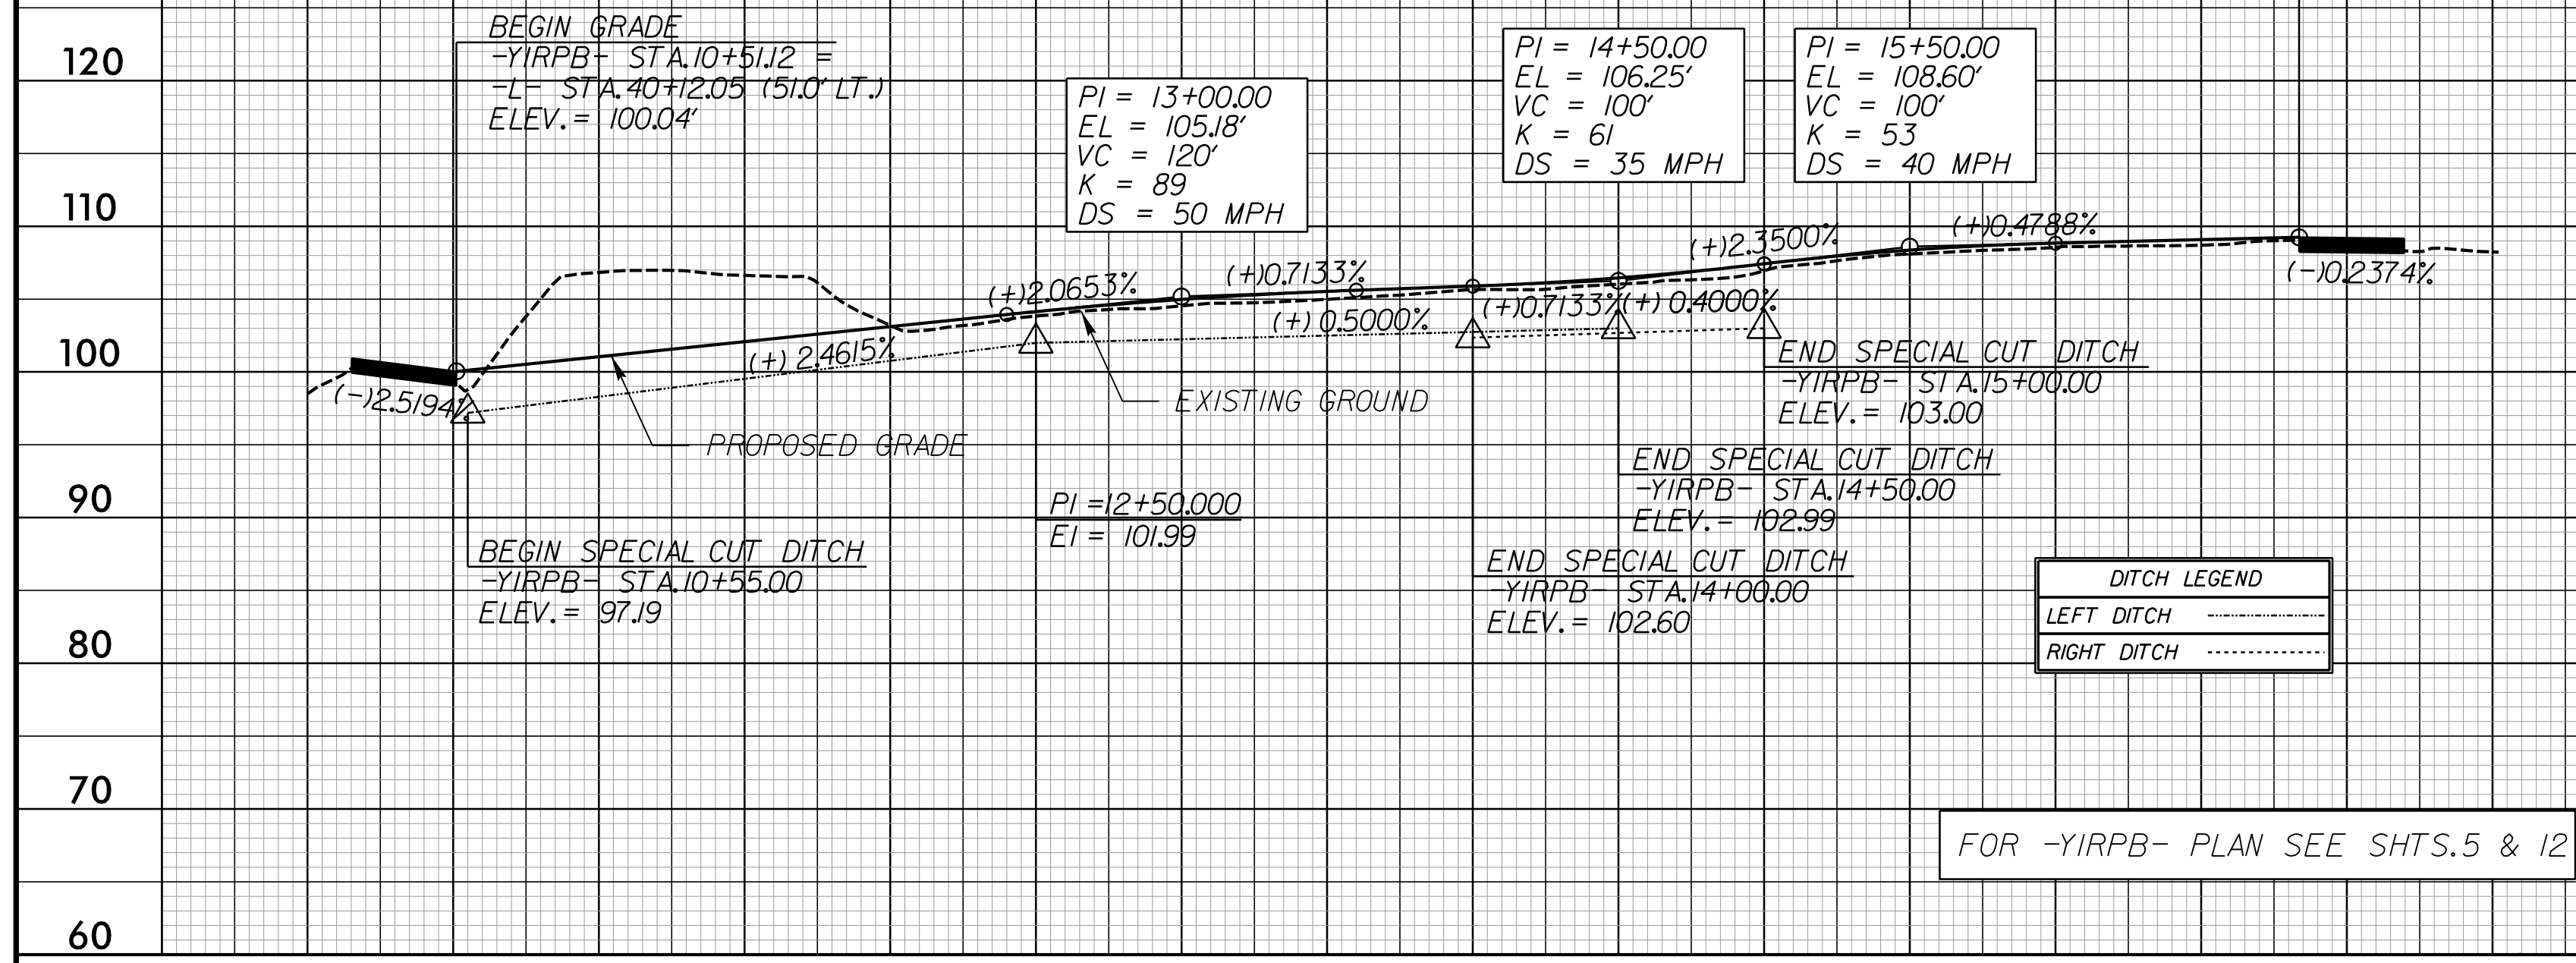 120
110
100
90
80
70
60
BEGIN GRADE
-Y1RPB- STA.10+51.12 =
-L- STA.40+12.05 (51.0' LT.)
ELEV.= 100.04'
PI = 13+00.00
EL = 105.18'
VC = 120'
K = 89
DS = 50 MPH
PI = 14+50.00
EL = 106.25'
VC = 100'
K = 61
DS = 35 MPH
PI = 15+50.00
EL = 108.60'
VC = 100'
K = 53
DS = 40 MPH
(-)2.5194%
(+)2.0653%
(+)0.7133%
(+)2.3500%
(+)0.4788%
(-)0.2374%
(+) 2.4615%
(+) 0.5000%
(+)0.7133%
(+) 0.4000%
PROPOSED GRADE
EXISTING GROUND
PI =12+50.000
El = 101.99
BEGIN SPECIAL CUT DITCH
-Y1RPB- STA.10+55.00
ELEV.= 97.19
END SPECIAL CUT DITCH
-Y1RPB- STA.15+00.00
ELEV.= 103.00
END SPECIAL CUT DITCH
-Y1RPB- STA.14+50.00
ELEV.= 102.99
END SPECIAL CUT DITCH
-Y1RPB- STA.14+00.00
ELEV.= 102.60
DITCH LEGEND
LEFT DITCH
RIGHT DITCH
FOR -Y1RPB- PLAN SEE SHTS.5 & 12